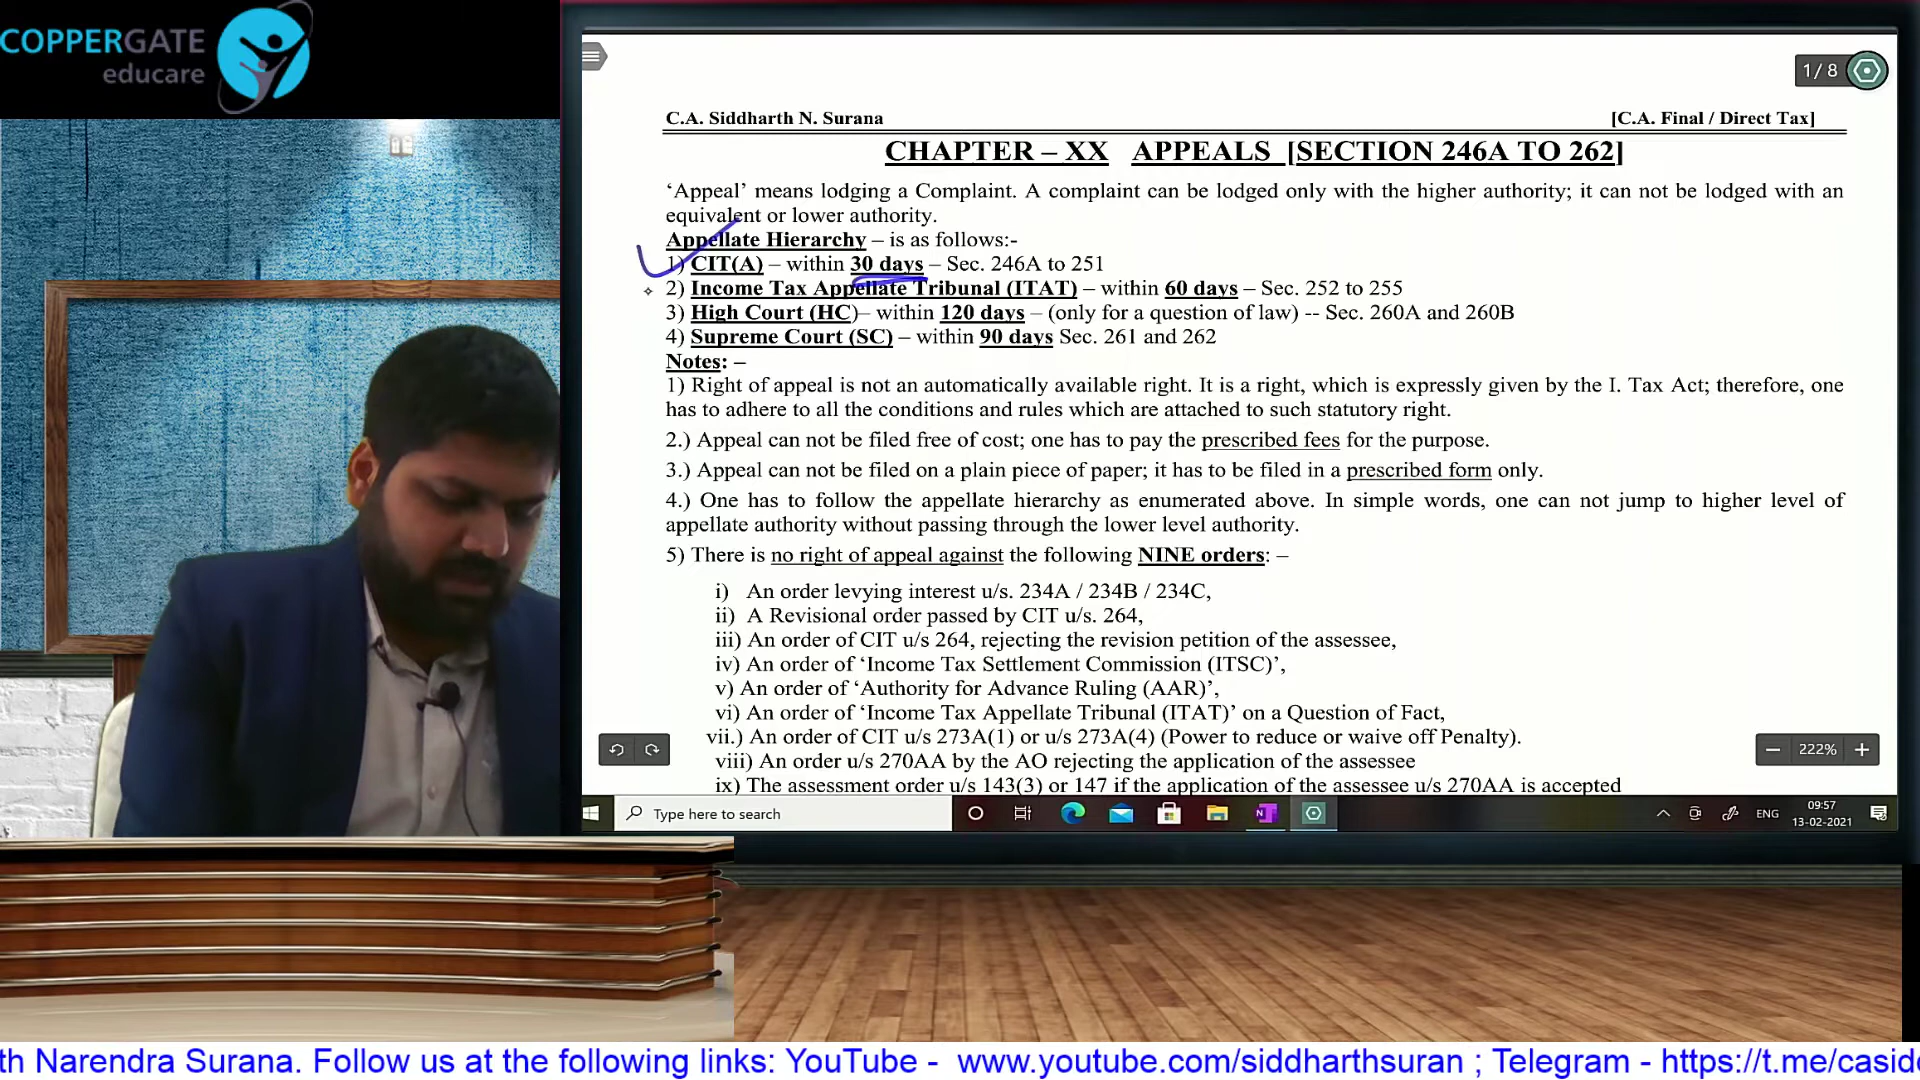 COPPERGATE
educare
1 / 8
C.A. Siddharth N. Surana [C.A. Final / Direct Tax]
CHAPTER – XX APPEALS [SECTION 246A TO 262]
‘Appeal’ means lodging a Complaint. A complaint can be lodged only with the higher authority; it can not be lodged with an
equivalent or lower authority.
Appellate Hierarchy – is as follows:-
1) CIT(A) – within 30 days – Sec. 246A to 251
2) Income Tax Appellate Tribunal (ITAT) – within 60 days – Sec. 252 to 255
3) High Court (HC)– within 120 days – (only for a question of law) -- Sec. 260A and 260B
4) Supreme Court (SC) – within 90 days Sec. 261 and 262
Notes: –
1) Right of appeal is not an automatically available right. It is a right, which is expressly given by the I. Tax Act; therefore, one
has to adhere to all the conditions and rules which are attached to such statutory right.
2.) Appeal can not be filed free of cost; one has to pay the prescribed fees for the purpose.
3.) Appeal can not be filed on a plain piece of paper; it has to be filed in a prescribed form only.
4.) One has to follow the appellate hierarchy as enumerated above. In simple words, one can not jump to higher level of
appellate authority without passing through the lower level authority.
5) There is no right of appeal against the following NINE orders: –
i) An order levying interest u/s. 234A / 234B / 234C,
ii) A Revisional order passed by CIT u/s. 264,
iii) An order of CIT u/s 264, rejecting the revision petition of the assessee,
iv) An order of ‘Income Tax Settlement Commission (ITSC)’,
v) An order of ‘Authority for Advance Ruling (AAR)’,
vi) An order of ‘Income Tax Appellate Tribunal (ITAT)’ on a Question of Fact,
vii.) An order of CIT u/s 273A(1) or u/s 273A(4) (Power to reduce or waive off Penalty).
viii) An order u/s 270AA by the AO rejecting the application of the assessee
ix) The assessment order u/s 143(3) or 147 if the application of the assessee u/s 270AA is accepted
222%
Type here to search
ENG
09:57
13-02-2021
th Narendra Surana. Follow us at the following links: YouTube - www.youtube.com/siddharthsuran ; Telegram - https://t.me/casidd